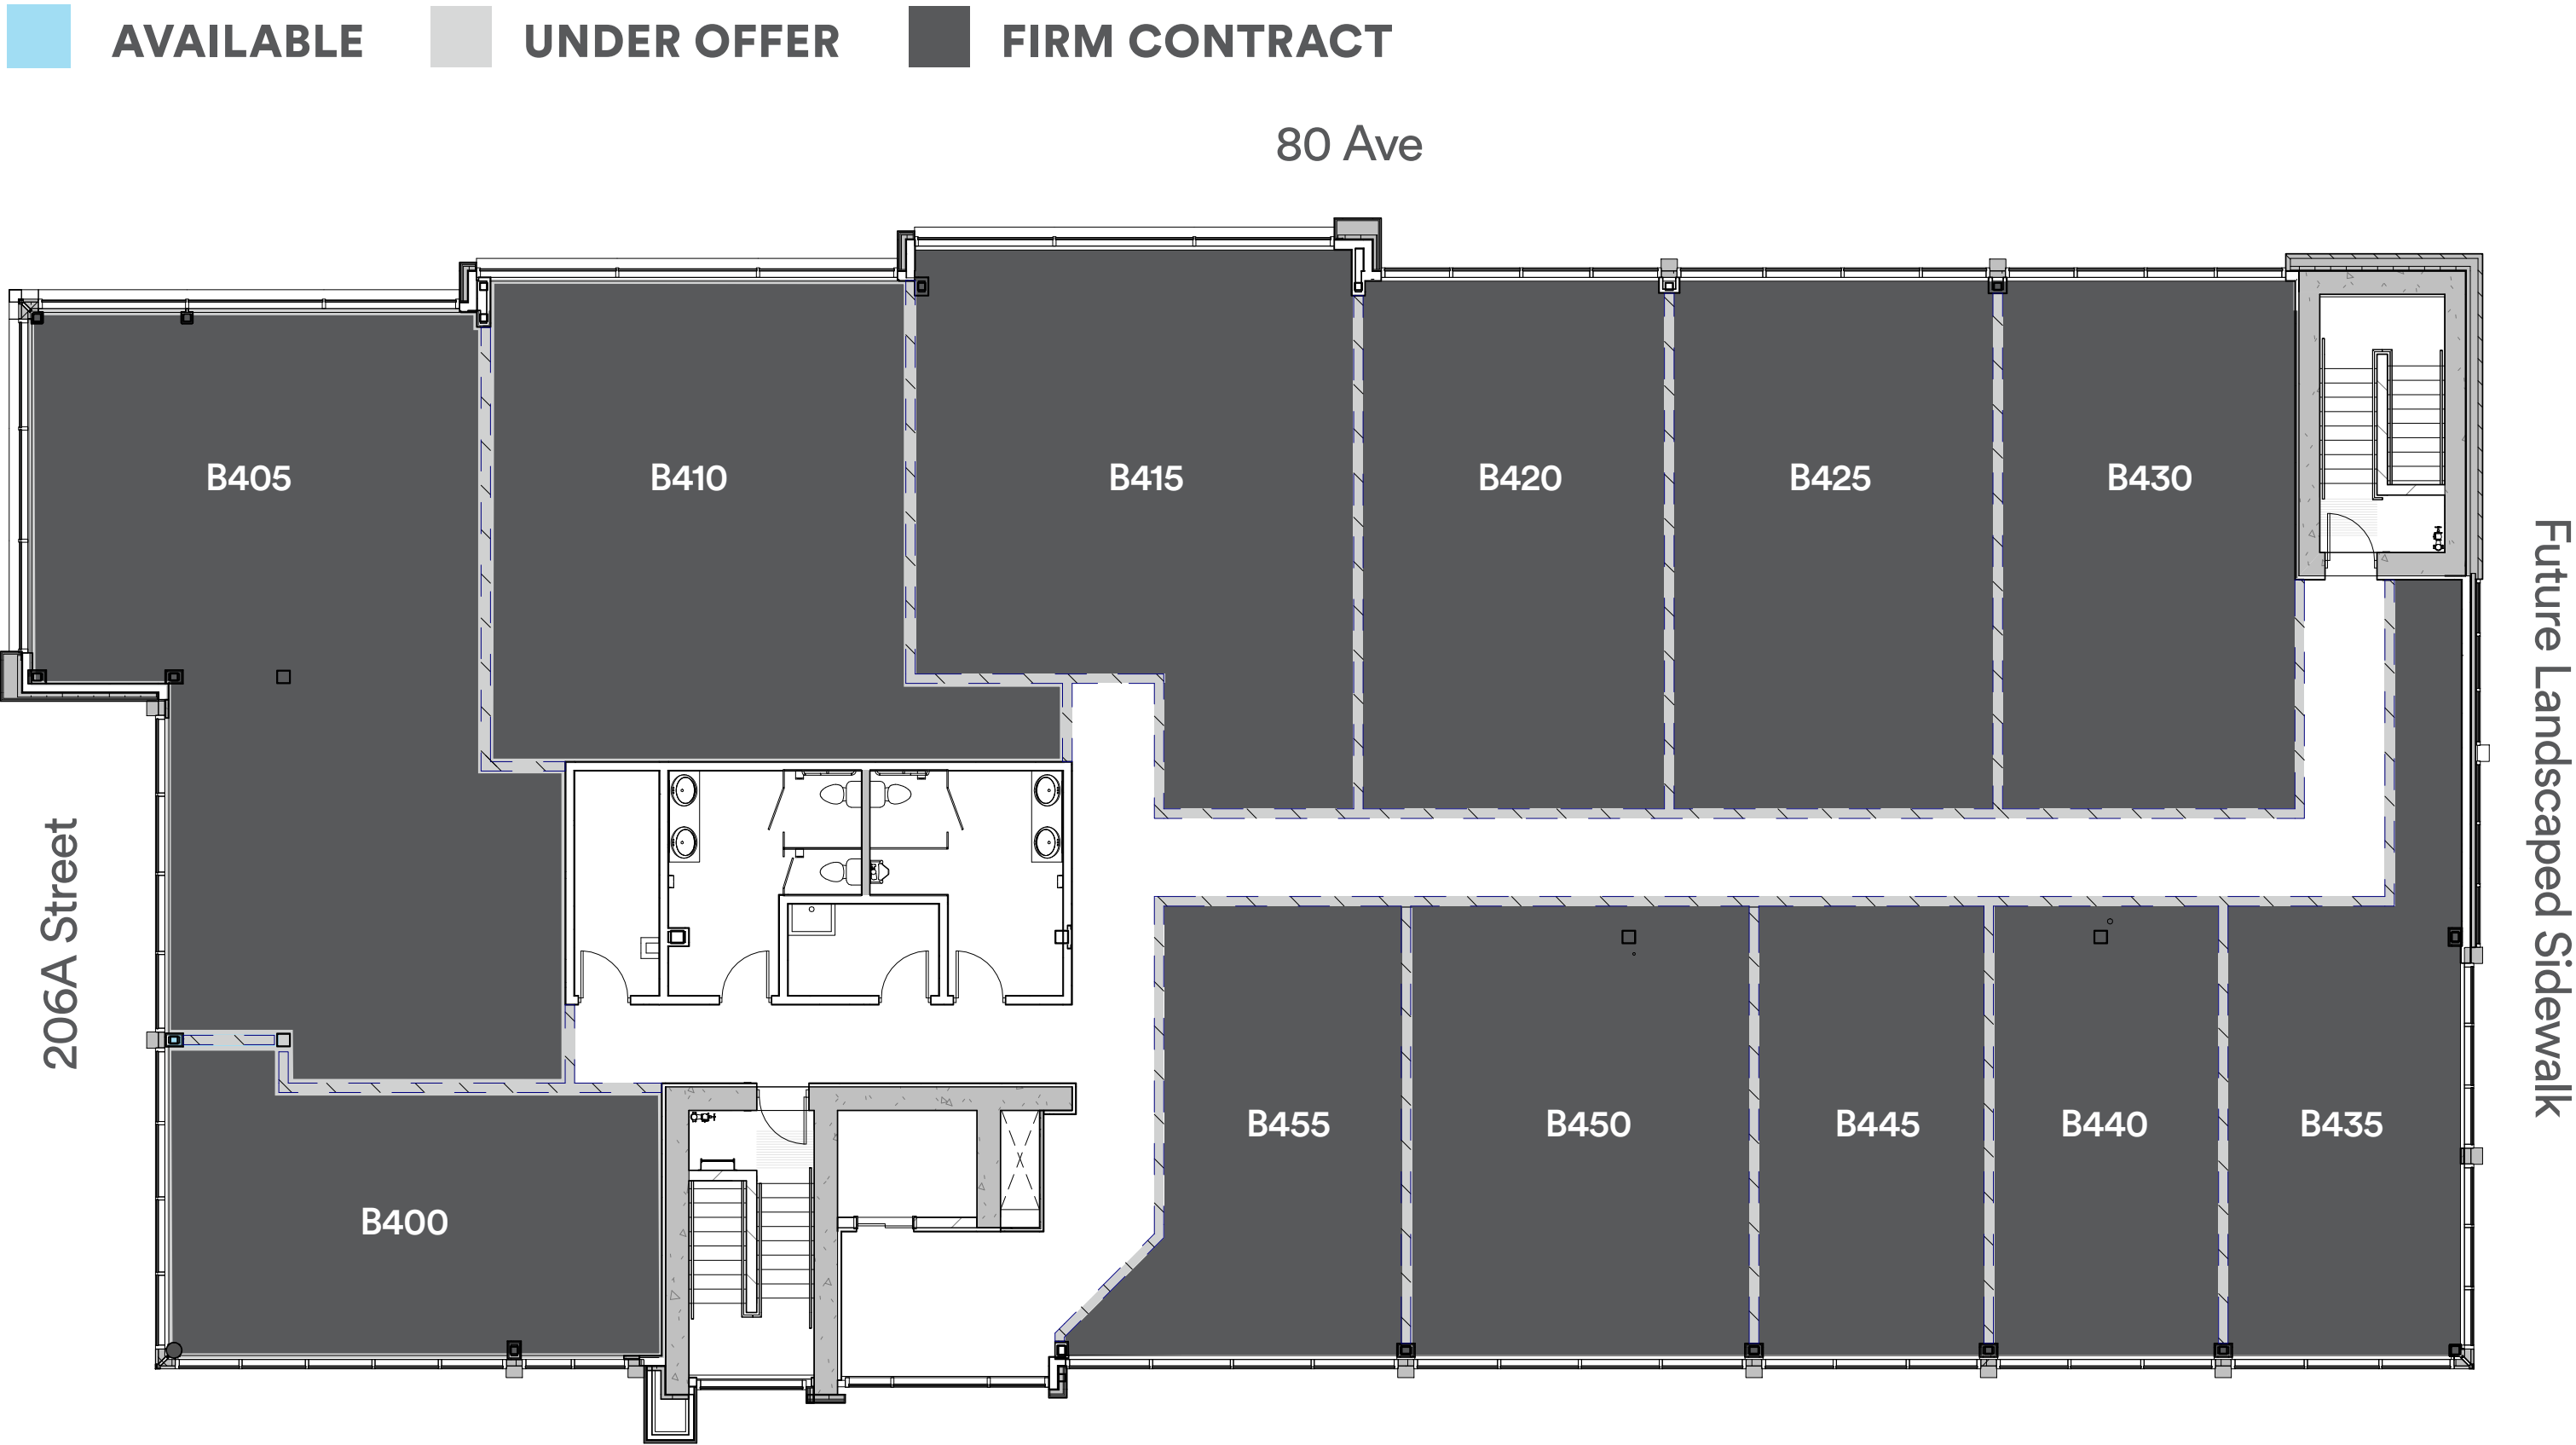 AVAILABLE
UNDER OFFER
FIRM CONTRACT
80 Ave
B405
B410
B415
B420
B425
B430
Future Landscaped Sidewalk
206A Street
B455
B450
B445
B440
B435
B400